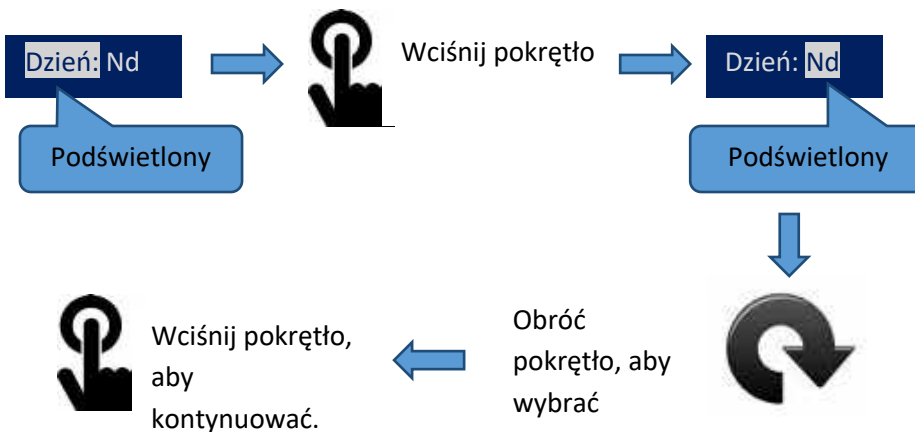 Dzień: Nd
Podświetlony
Wciśnij pokrętło
Dzień: Nd
Podświetlony
Obróć
pokrętło, aby
wybrać
Wciśnij pokrętło,
aby
kontynuować.